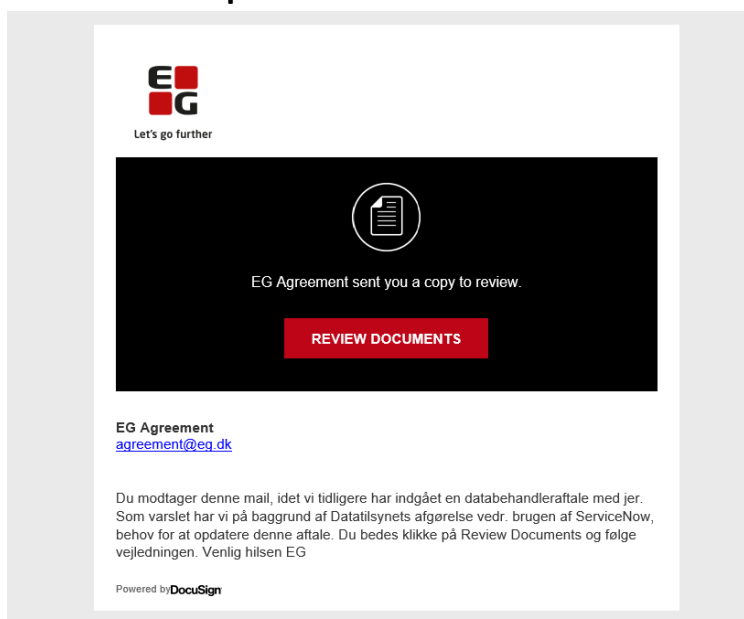 EG
Let's go further
EG Agreement sent you a copy to review.
REVIEW DOCUMENTS
EG Agreement
agreement@eg.dk
Du modtager denne mail, idet vi tidligere har indgået en databehandleraftale med jer.
Som varslet har vi på baggrund af Datatilsynets afgørelse vedr. brugen af ServiceNow,
behov for at opdatere denne aftale. Du bedes klikke på Review Documents og følge
vejledningen. Venlig hilsen EG
Powered by DocuSign